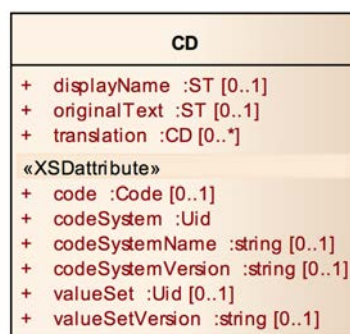 CD
+ displayName :ST [0..1]
+ originalText :ST [0..1]
+ translation :CD [0..*]
«XSDattribute»
+ code :Code [0..1]
+ codeSystem :Uid
+ codeSystemName :string [0..1]
+ codeSystemVersion :string [0..1]
+ valueSet :Uid [0..1]
+ valueSetVersion :string [0..1]